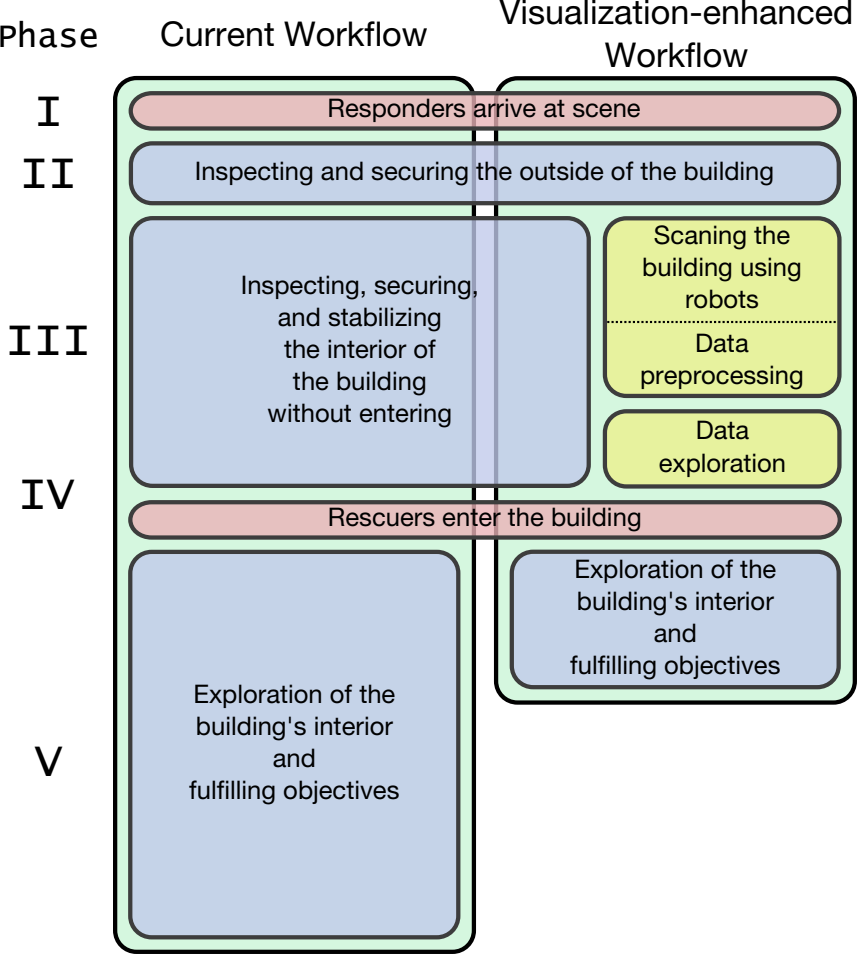 Phase
Current Workflow
Visualization-enhanced
Workflow
I
Responders arrive at scene
II
Inspecting and securing the outside of the building
III
Inspecting, securing,
and stabilizing
the interior of
the building
without entering
Scaning the
building using
robots
Data
preprocessing
Data
exploration
IV
Rescuers enter the building
V
Exploration of the
building's interior
and
fulfilling objectives
Exploration of the
building's interior
and
fulfilling objectives